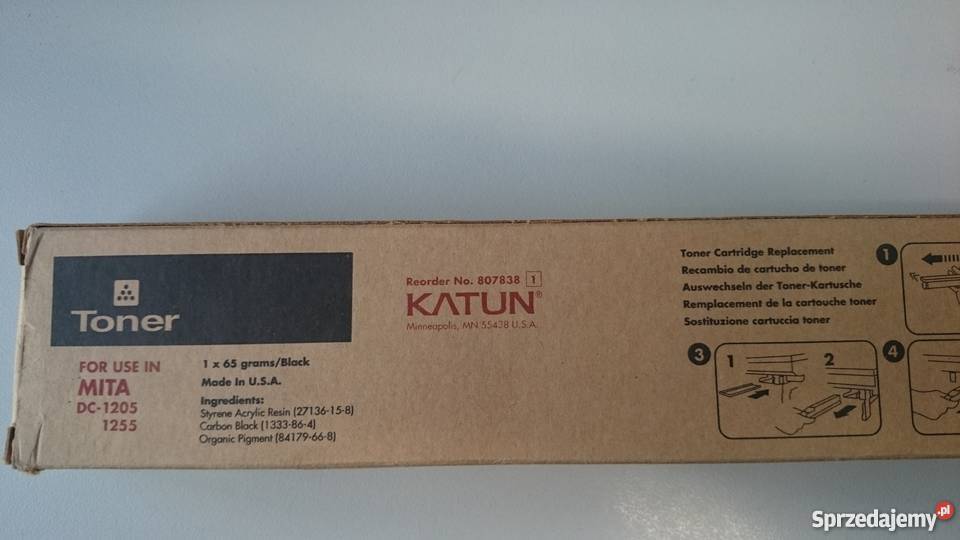 Toner
FOR USE IN
MITA
DC-1205
1255
1 x 65 grams/Black
Made In U.S.A.
Ingredients:
Styrene Acrylic Resin (27136-15-8)
Carbon Black (1333-86-4)
Organic Pigment (84179-66-8)
Reorder No. 807838 1
KATUN®
Minneapolis, MN 55438 U.S.A.
Toner Cartridge Replacement
Recambio de cartucho de toner
Auswechseln der Toner-Kartusche
Remplacement de la cartouche toner
Sostituzione cartuccia toner
1
3
1 2
4
Sprzedajemy.pl